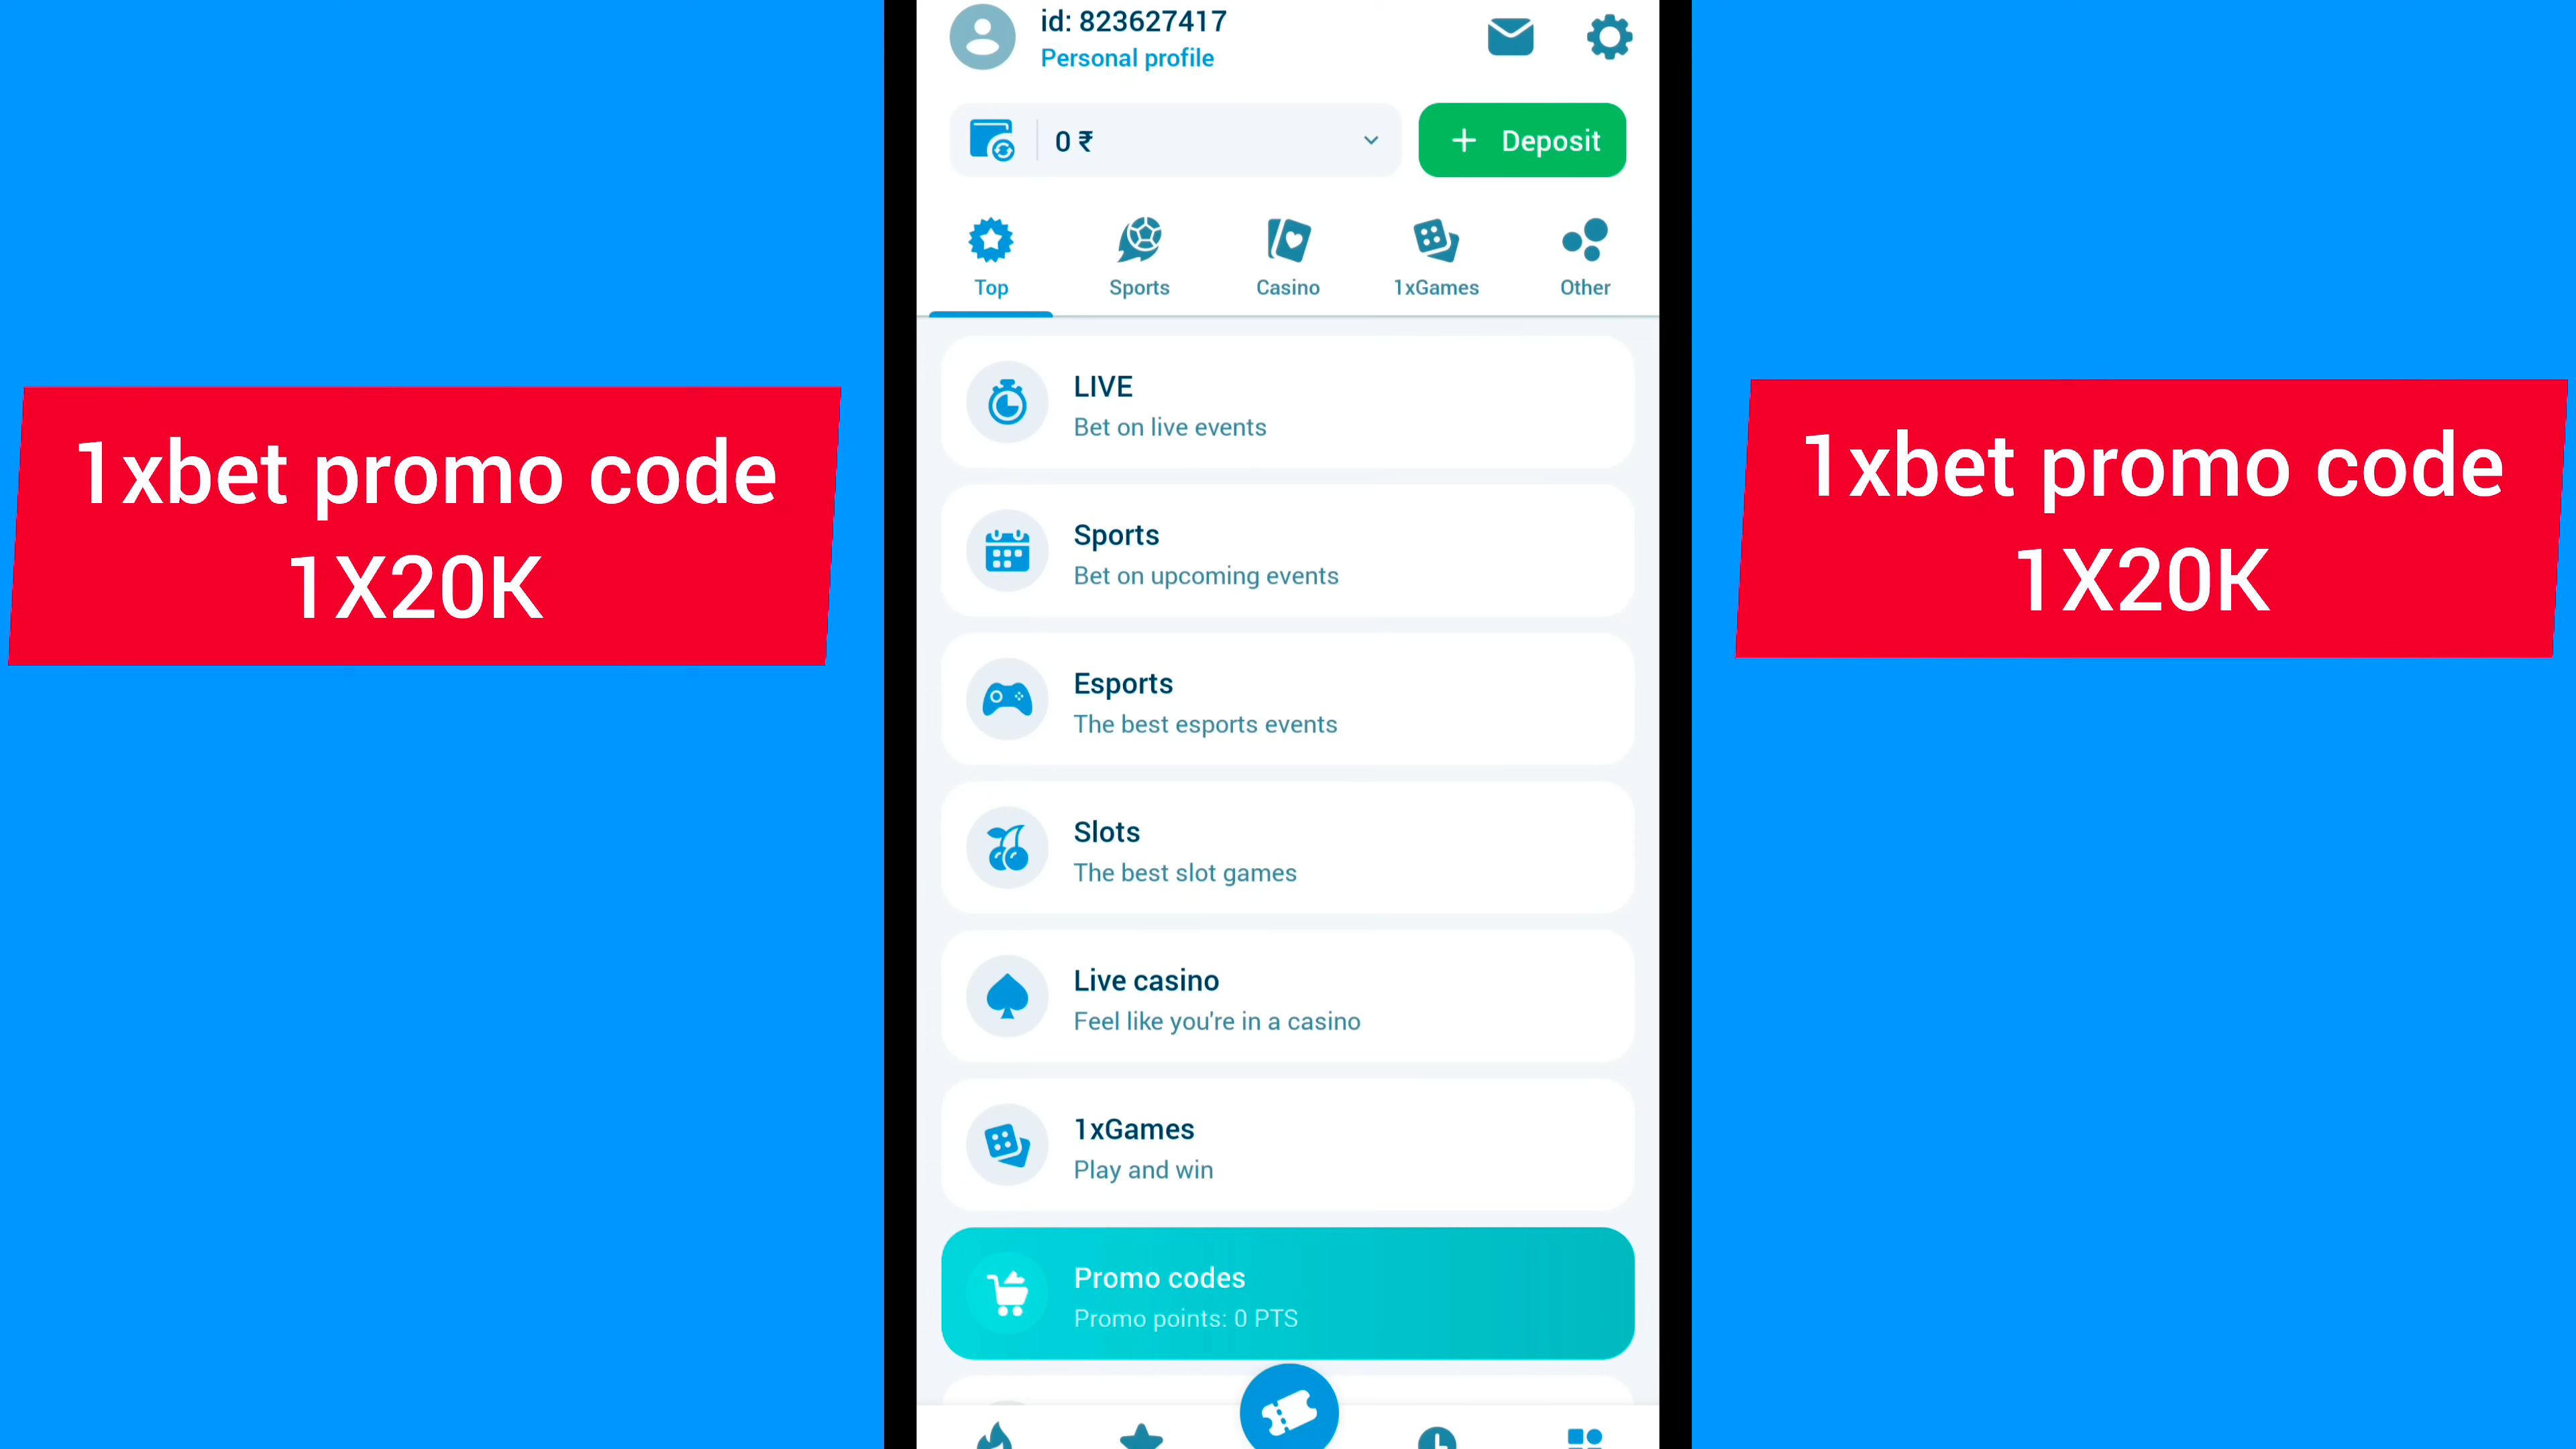 id: 823627417
Personal profile
0 ₹
+ Deposit
Top
Sports
Casino
1xGames
Other
1xbet promo code
1X20K
LIVE
Bet on live events
Sports
Bet on upcoming events
Esports
The best esports events
Slots
The best slot games
Live casino
Feel like you're in a casino
1xGames
Play and win
Promo codes
Promo points: 0 PTS
1xbet promo code
1X20K